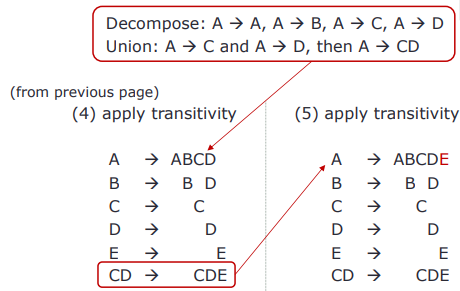 Decompose: A → A, A → B, A → C, A → D
Union: A → C and A → D, then A → CD
(from previous page)
(4) apply transitivity
A → ABCD
B → B D
C → C
D → D
E → E
CD → CDE
(5) apply transitivity
A → ABCDE
B → B D
C → C
D → D
E → E
CD → CDE